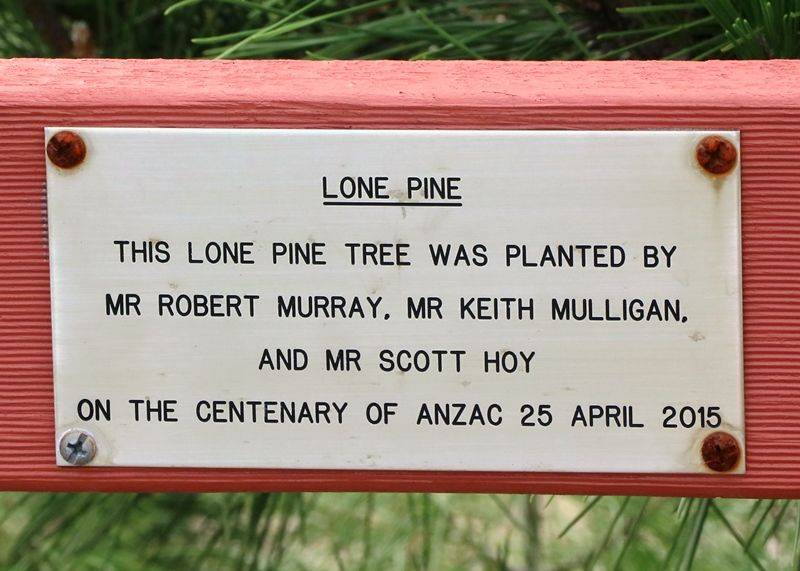 LONE PINE
THIS LONE PINE TREE WAS PLANTED BY
MR ROBERT MURRAY, MR KEITH MULLIGAN,
AND MR SCOTT HOY
ON THE CENTENARY OF ANZAC 25 APRIL 2015